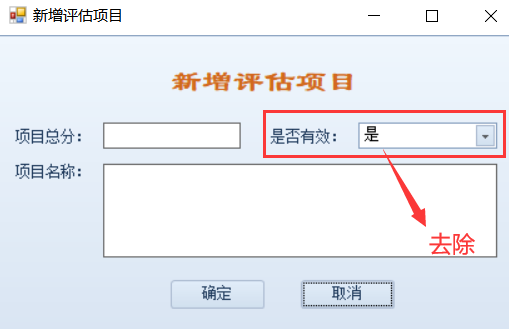 新增评估项目
新增评估项目
项目总分： 是否有效： 是
项目名称：
去除
确定 取消